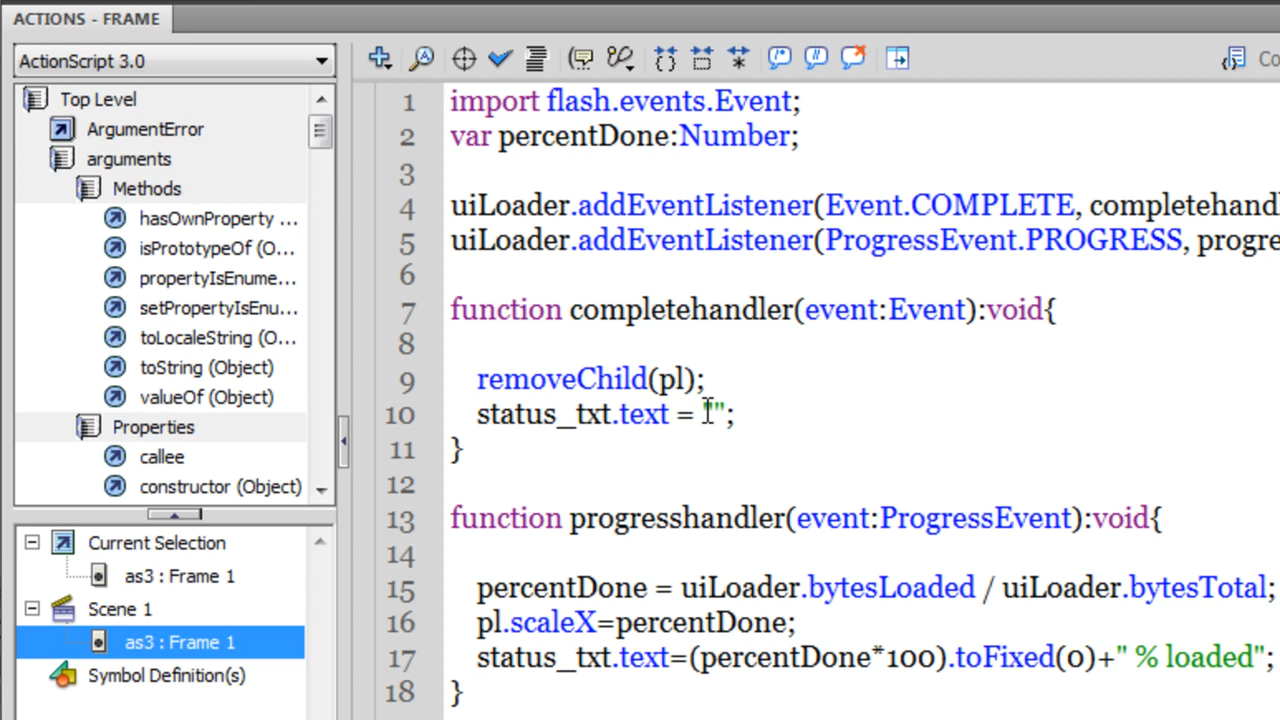 ACTIONS - FRAME
ActionScript 3.0
Co
Top Level
ArgumentError
arguments
Methods
hasOwnProperty ...
isPrototypeOf (O...
propertyIsEnume...
setPropertyIsEnu...
toLocaleString (O...
toString (Object)
valueOf (Object)
Properties
callee
constructor (Object)
Current Selection
as3 : Frame 1
Scene 1
as3 : Frame 1
Symbol Definition(s)
1 import flash.events.Event;
2 var percentDone:Number;
3
4 uiLoader.addEventListener(Event.COMPLETE, completehandl
5 uiLoader.addEventListener(ProgressEvent.PROGRESS, progre
6
7 function completehandler(event:Event):void{
8
9 removeChild(pl);
10 status_txt.text = "";
11 }
12
13 function progresshandler(event:ProgressEvent):void{
14
15 percentDone = uiLoader.bytesLoaded / uiLoader.bytesTotal;
16 pl.scaleX=percentDone;
17 status_txt.text=(percentDone*100).toFixed(0)+" % loaded";
18 }